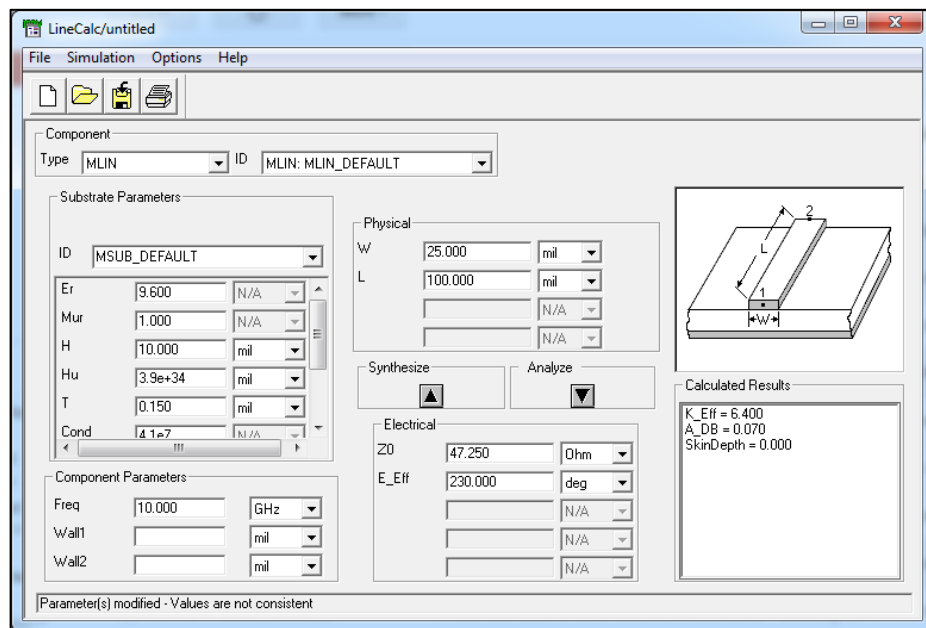 LineCalc/untitled
File Simulation Options Help
Component
Type MLIN ID MLIN: MLIN_DEFAULT
Substrate Parameters
ID MSUB_DEFAULT
Er 9.600 N/A
Mur 1.000 N/A
H 10.000 mil
Hu 3.9e+34 mil
T 0.150 mil
Cond 4.1e7 N/A
Component Parameters
Freq 10.000 GHz
Wall1 mil
Wall2 mil
Physical
W 25.000 mil
L 100.000 mil
N/A
N/A
Synthesize Analyze
Electrical
Z0 47.250 Ohm
E_Eff 230.000 deg
N/A
N/A
N/A
2
L
1
W
Calculated Results
K_Eff = 6.400
A_DB = 0.070
SkinDepth = 0.000
Parameter(s) modified - Values are not consistent